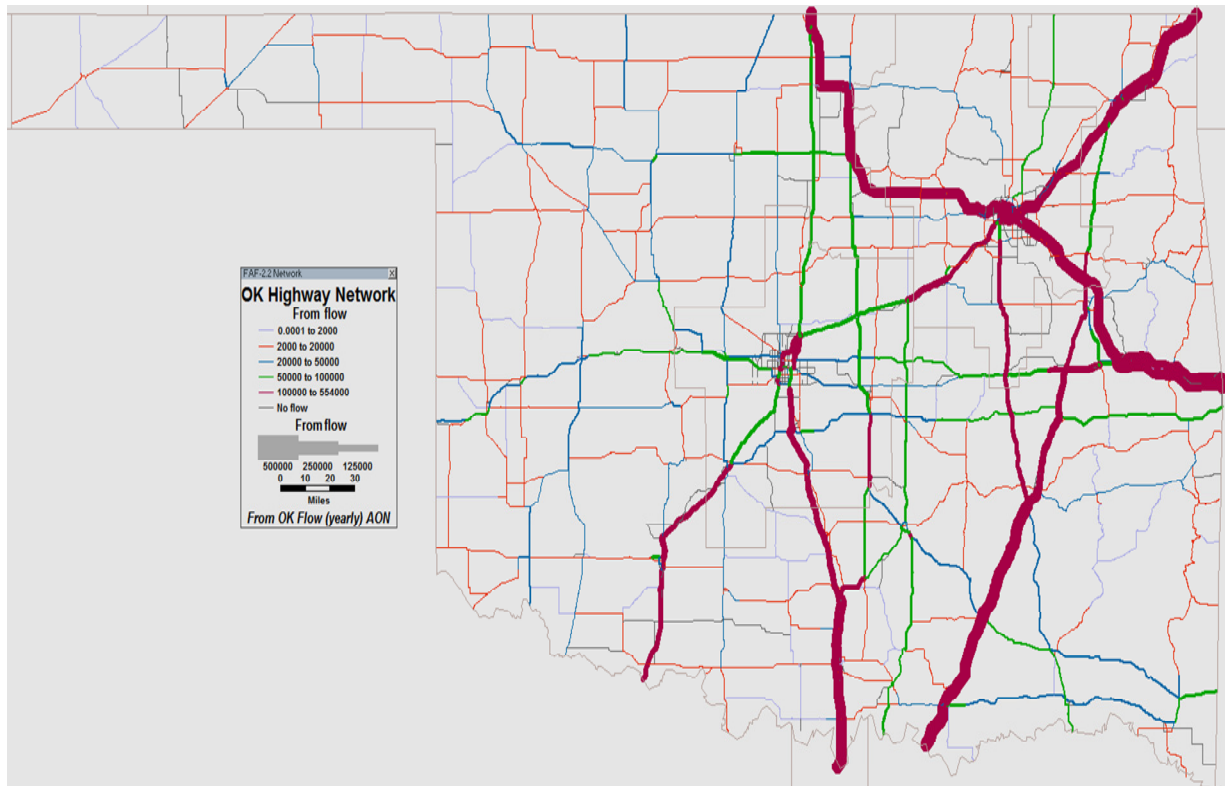 FAF-2.2 Network X
OK Highway Network
From flow
0.0001 to 2000
2000 to 20000
20000 to 50000
50000 to 100000
100000 to 554000
No flow
From flow
500000 250000 125000
0 10 20 30
Miles
From OK Flow (yearly) AON